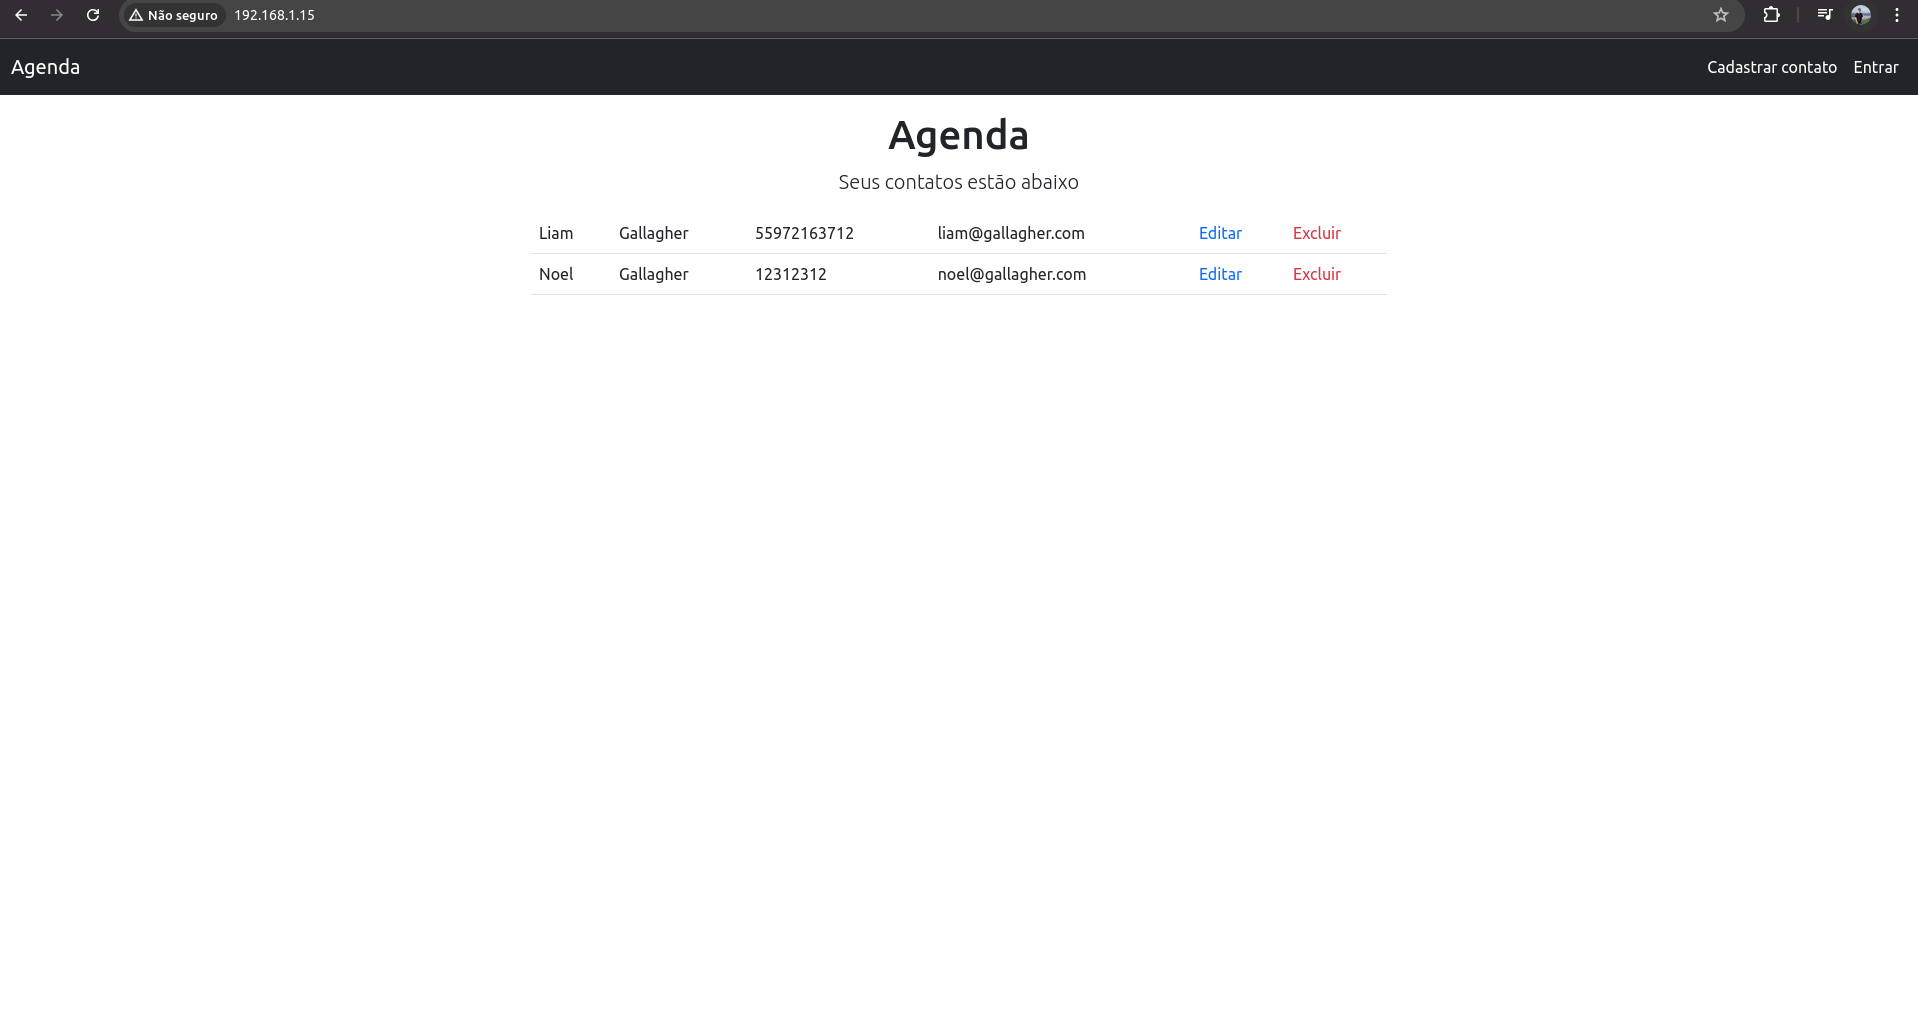 Não seguro 192.168.1.15
Agenda Cadastrar contato Entrar
Agenda
Seus contatos estão abaixo
Liam Gallagher 55972163712 liam@gallagher.com Editar Excluir
Noel Gallagher 12312312 noel@gallagher.com Editar Excluir